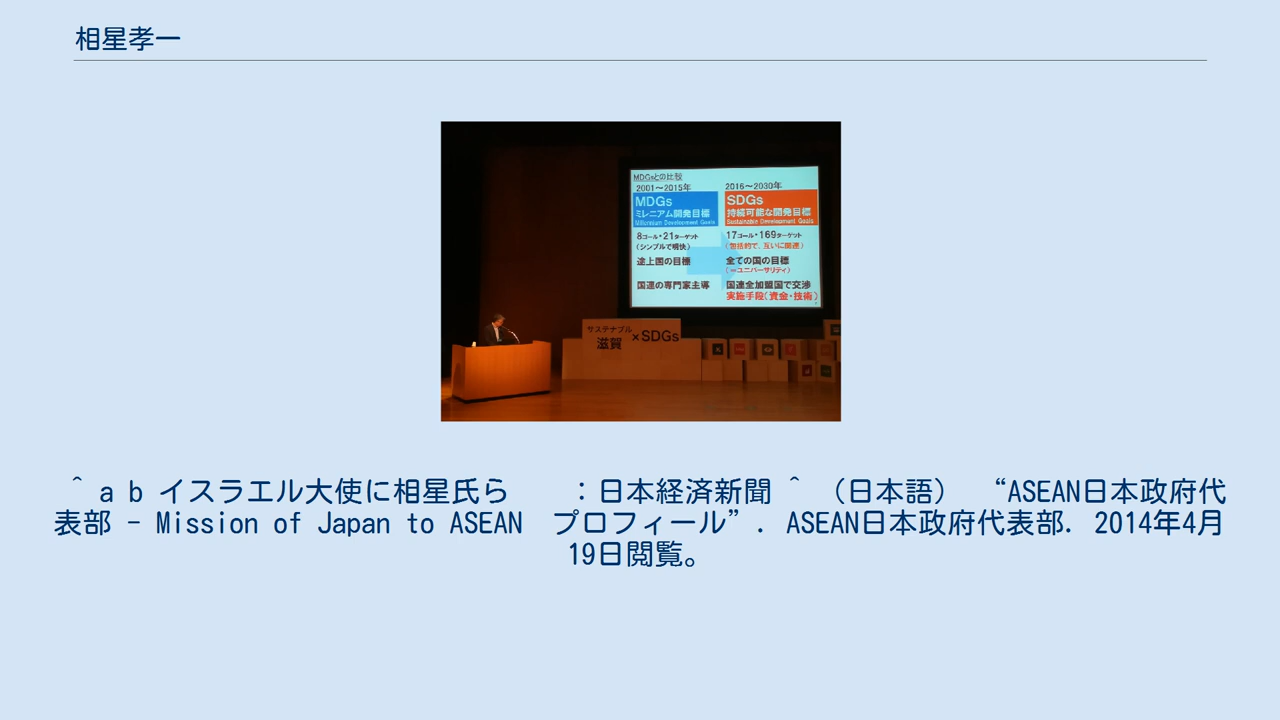 相星孝一
MDGsとの比較
2001～2015年
2016～2030年
MDGs
ミレニアム開発目標
Millennium Development Goals
SDGs
持続可能な開発目標
Sustainable Development Goals
8ゴール・21ターゲット
(シンプルで明快)
17ゴール・169ターゲット
(包括的で、互いに関連)
途上国の目標
全ての国の目標
(＝ユニバーサリティ)
国連の専門家主導
国連全加盟国で交渉
実施手段(資金・技術)
サステナブル
滋賀
×SDGs
^ a b イスラエル大使に相星氏ら　　：日本経済新聞 ^ （日本語）　“ASEAN日本政府代
表部 - Mission of Japan to ASEAN　プロフィール”. ASEAN日本政府代表部. 2014年4月
19日閲覧。